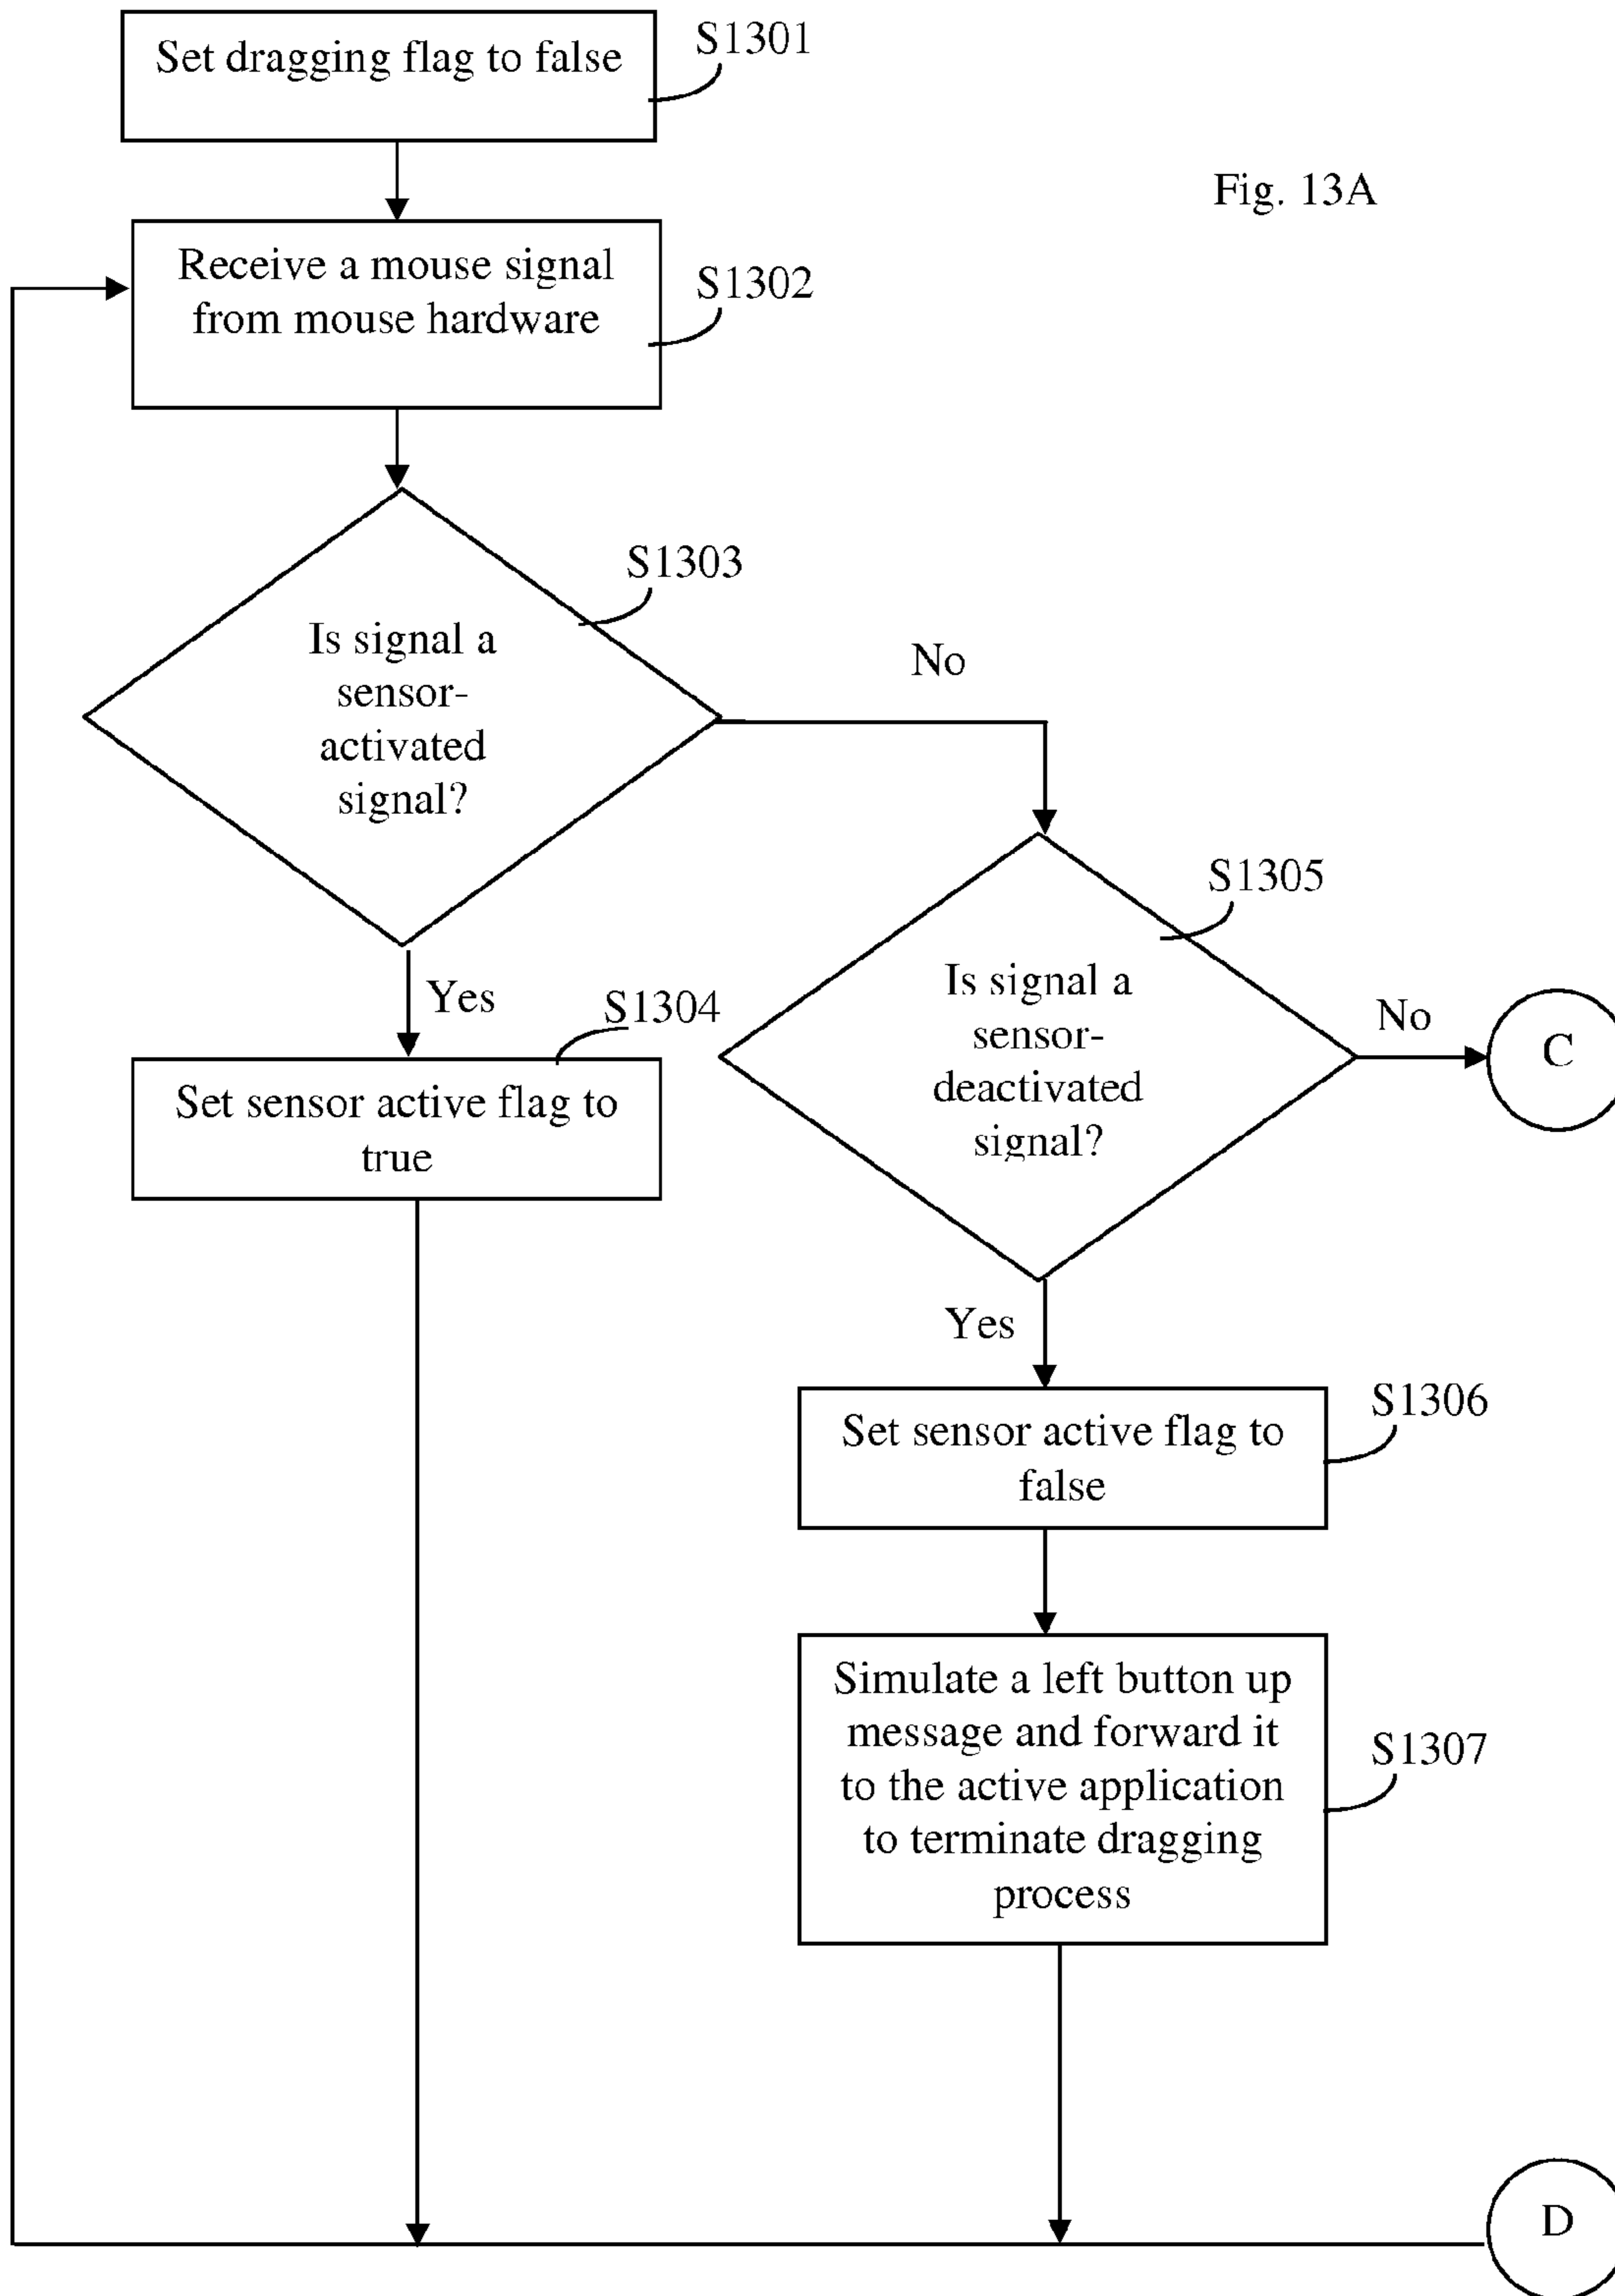 Set dragging flag to false
S1301
Fig. 13A
Receive a mouse signal
from mouse hardware
S1302
S1303
Is signal a
sensor-
activated
signal?
No
Yes
S1304
Set sensor active flag to
true
S1305
Is signal a
sensor-
deactivated
signal?
No
C
Yes
S1306
Set sensor active flag to
false
Simulate a left button up
message and forward it
to the active application
to terminate dragging
process
S1307
D